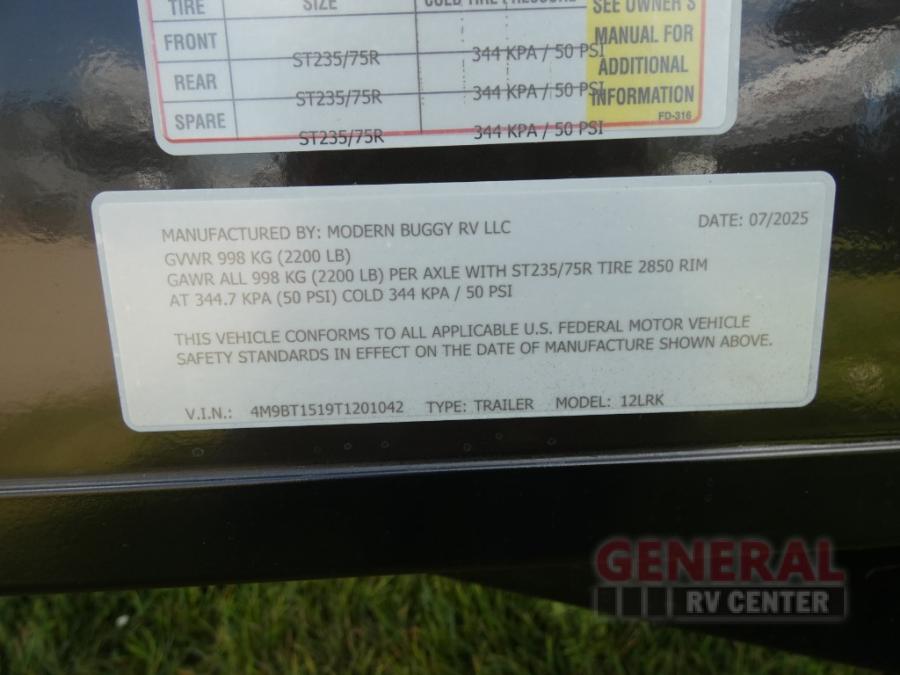 TIRE SIZE COLD TIRE PRESSURE SEE OWNER'S
MANUAL FOR
ADDITIONAL
INFORMATION
FRONT ST235/75R 344 KPA / 50 PSI
REAR ST235/75R 344 KPA / 50 PSI
SPARE ST235/75R 344 KPA / 50 PSI
FD-316
MANUFACTURED BY: MODERN BUGGY RV LLC DATE: 07/2025
GVWR 998 KG (2200 LB)
GAWR ALL 998 KG (2200 LB) PER AXLE WITH ST235/75R TIRE 2850 RIM
AT 344.7 KPA (50 PSI) COLD 344 KPA / 50 PSI
THIS VEHICLE CONFORMS TO ALL APPLICABLE U.S. FEDERAL MOTOR VEHICLE
SAFETY STANDARDS IN EFFECT ON THE DATE OF MANUFACTURE SHOWN ABOVE.
V.I.N.: 4M9BT1519T1201042 TYPE: TRAILER MODEL: 12LRK
GENERAL
RV CENTER